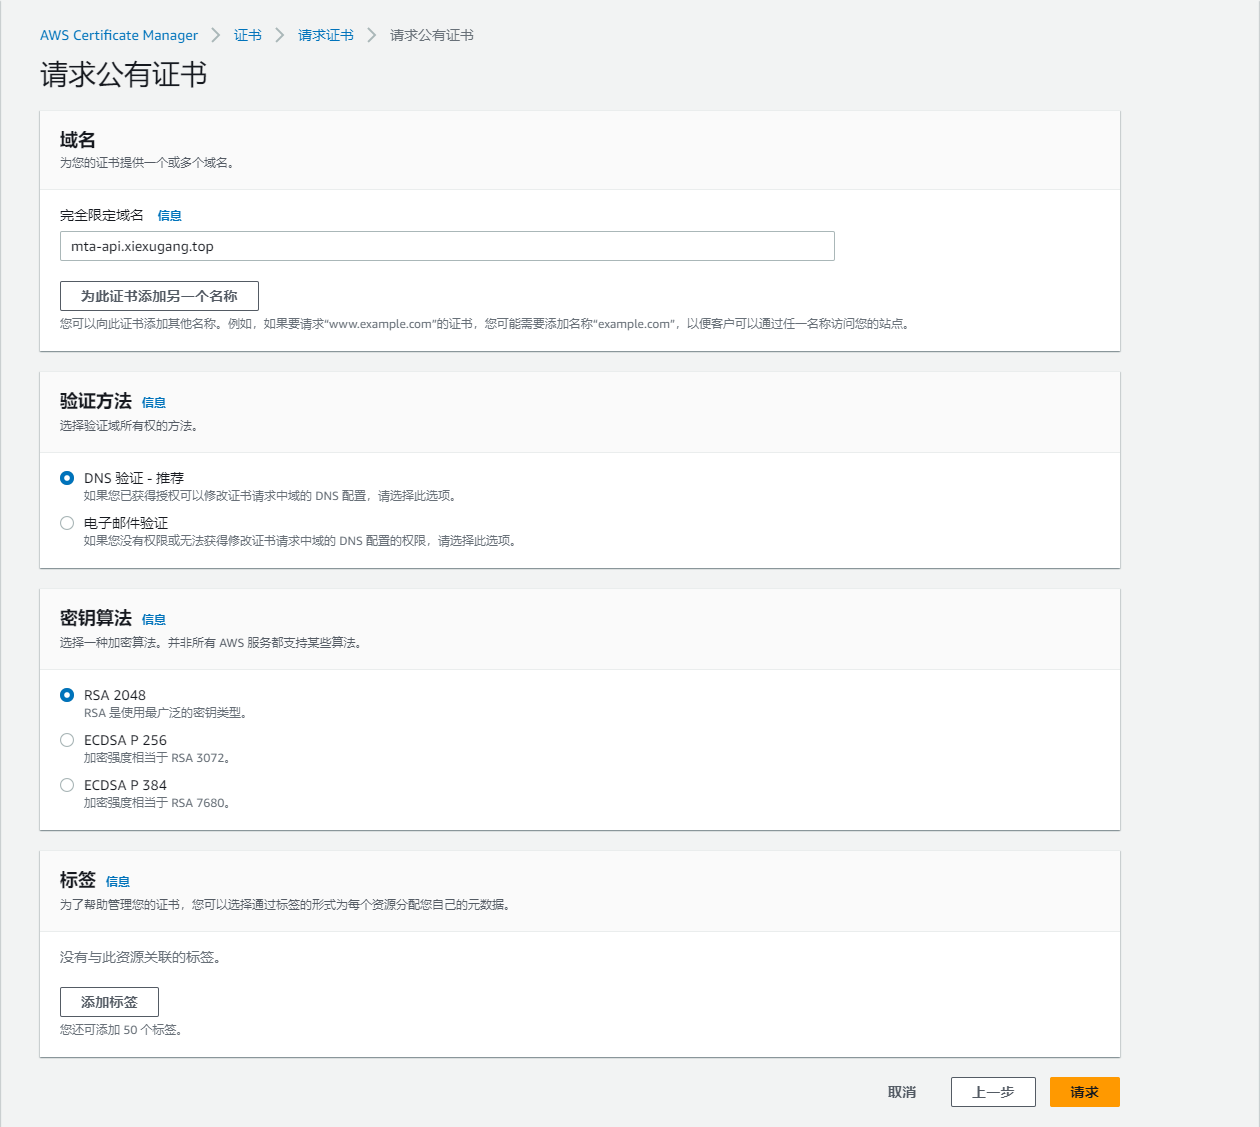 AWS Certificate Manager > 证书 > 请求证书 > 请求公有证书
请求公有证书
域名
为您的证书提供一个或多个域名。
完全限定域名 信息
mta-api.xiexugang.top
为此证书添加另一个名称
您可以向此证书添加其他名称。例如，如果要请求“www.example.com”的证书，您可能需要添加名称“example.com”，以便客户可以通过任一名称访问您的站点。
验证方法 信息
选择验证域所有权的方法。
DNS 验证 - 推荐
如果您已获得授权可以修改证书请求中域的 DNS 配置，请选择此选项。
电子邮件验证
如果您没有权限或无法获得修改证书请求中域的 DNS 配置的权限，请选择此选项。
密钥算法 信息
选择一种加密算法。并非所有 AWS 服务都支持某些算法。
RSA 2048
RSA 是使用最广泛的密钥类型。
ECDSA P 256
加密强度相当于 RSA 3072。
ECDSA P 384
加密强度相当于 RSA 7680。
标签 信息
为了帮助管理您的证书，您可以选择通过标签的形式为每个资源分配您自己的元数据。
没有与此资源关联的标签。
添加标签
您还可添加 50 个标签。
取消 上一步 请求